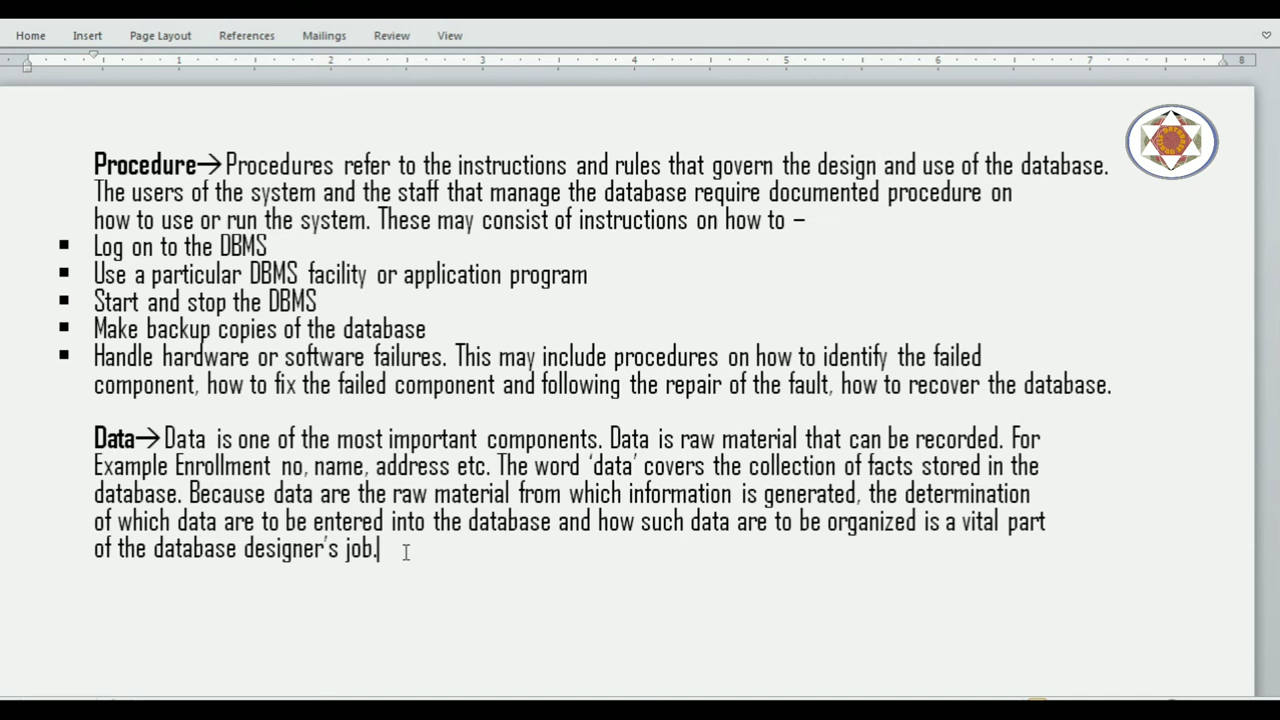 Home Insert Page Layout References Mailings Review View
1 2 3 4 5 6 7 8
Procedure→Procedures refer to the instructions and rules that govern the design and use of the database.
The users of the system and the staff that manage the database require documented procedure on
how to use or run the system. These may consist of instructions on how to –
▪ Log on to the DBMS
▪ Use a particular DBMS facility or application program
▪ Start and stop the DBMS
▪ Make backup copies of the database
▪ Handle hardware or software failures. This may include procedures on how to identify the failed
component, how to fix the failed component and following the repair of the fault, how to recover the database.
Data→Data is one of the most important components. Data is raw material that can be recorded. For
Example Enrollment no, name, address etc. The word ‘data’ covers the collection of facts stored in the
database. Because data are the raw material from which information is generated, the determination
of which data are to be entered into the database and how such data are to be organized is a vital part
of the database designer's job.